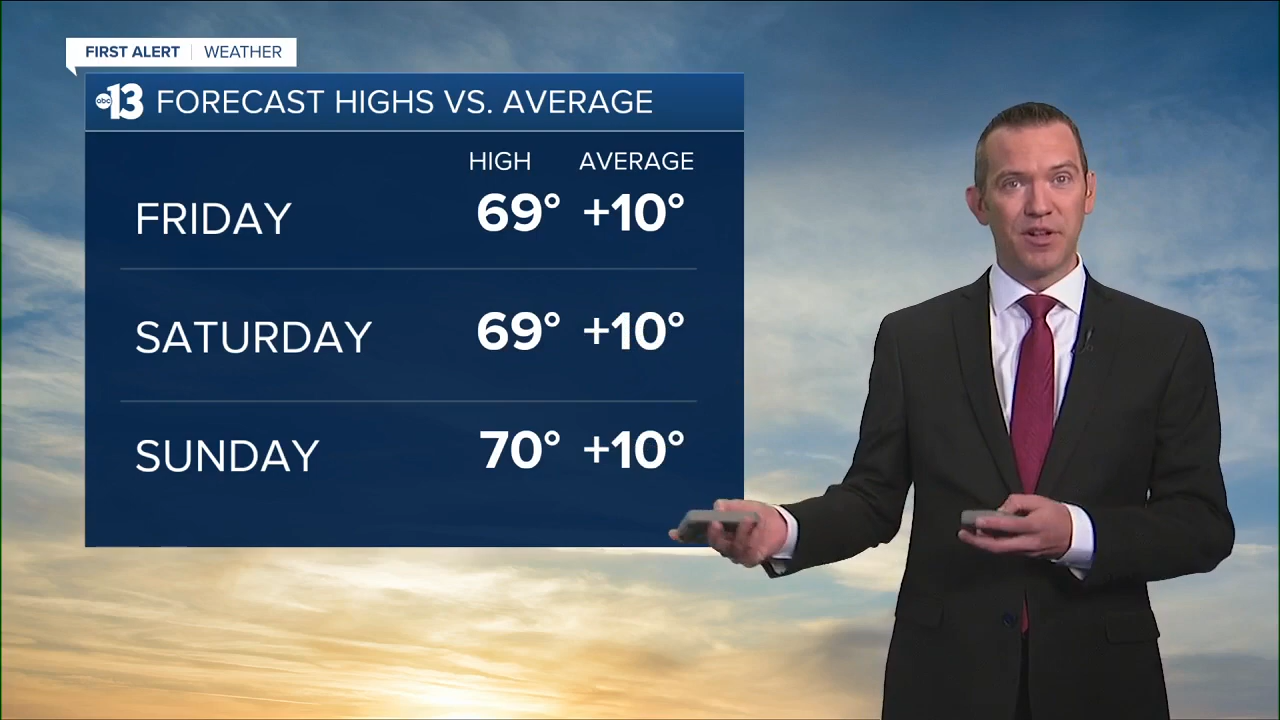 FIRST ALERT | WEATHER
abc 13 FORECAST HIGHS VS. AVERAGE
HIGH AVERAGE
FRIDAY 69° +10°
SATURDAY 69° +10°
SUNDAY 70° +10°